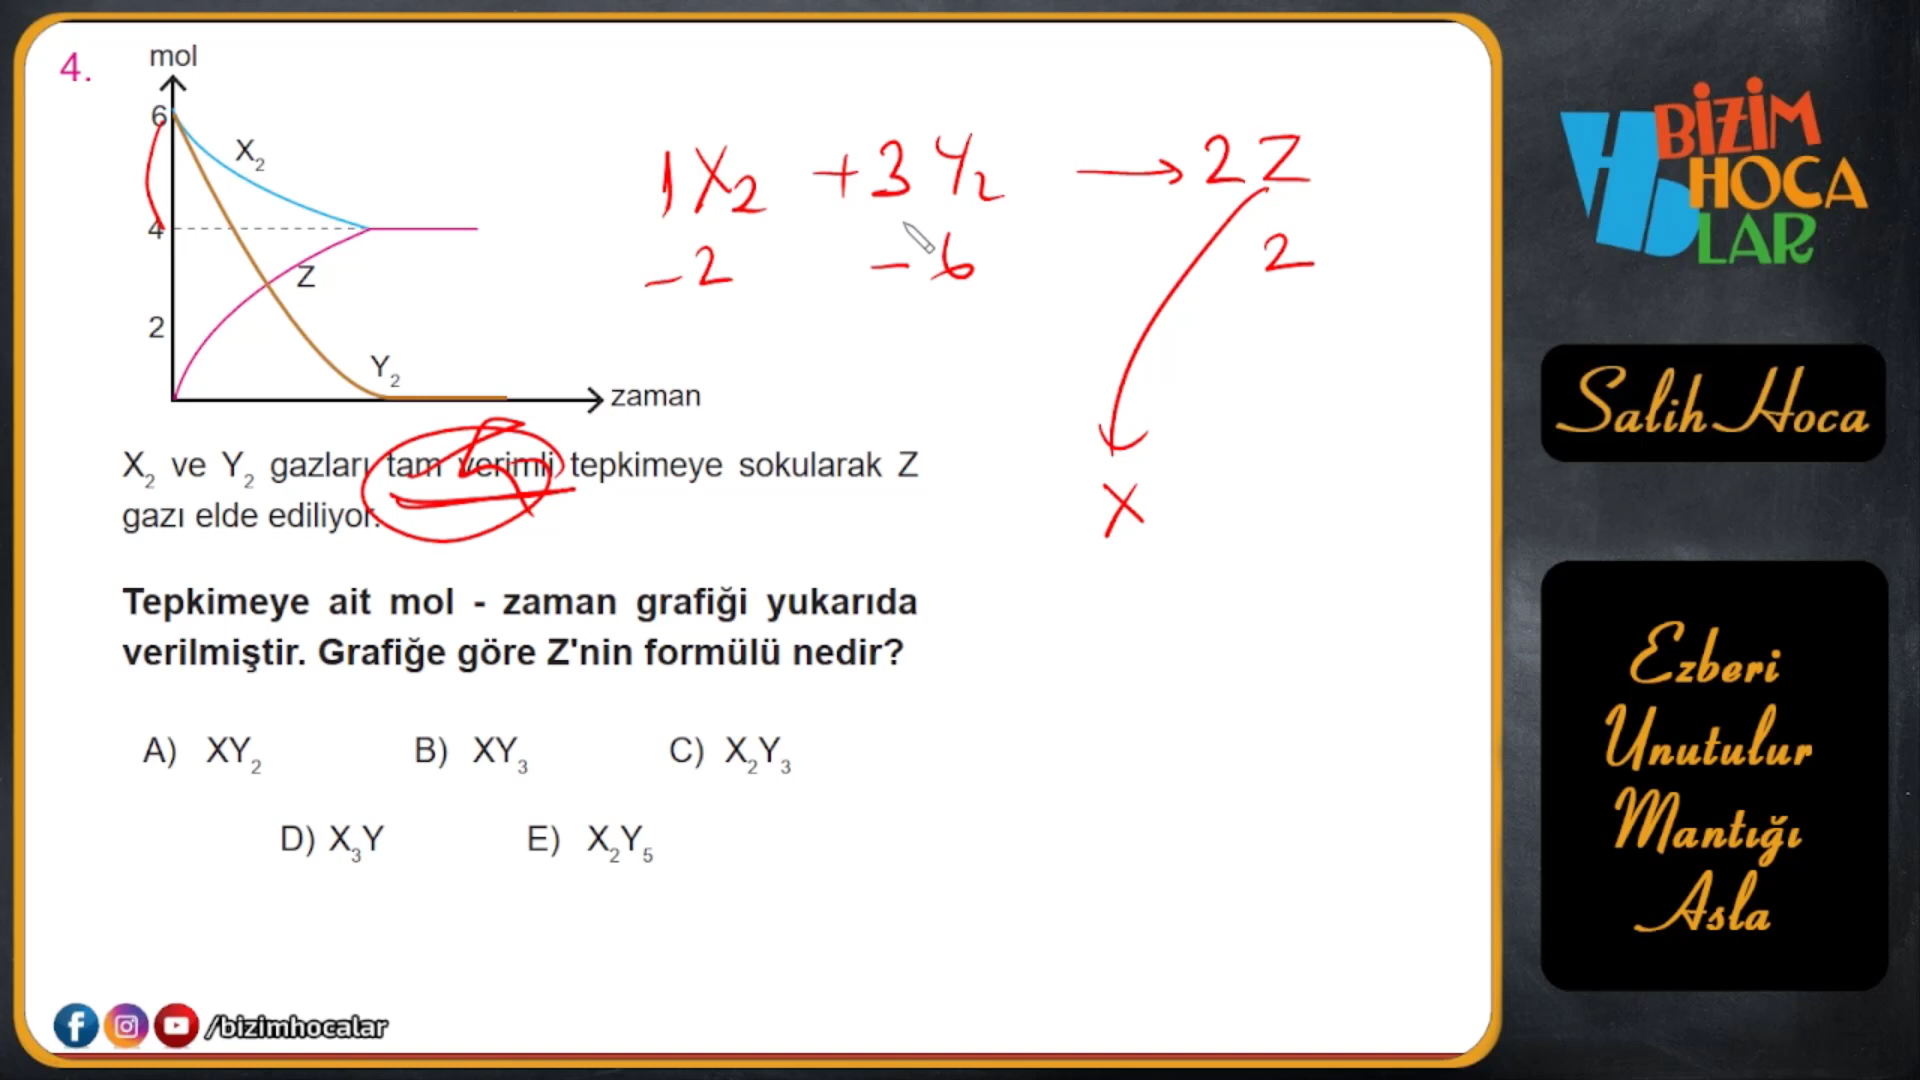 4.
mol
6
4
2
X2
Z
Y2
zaman
1X2 + 3Y2 → 2Z
-2 -6 2
X
X2 ve Y2 gazları tam verimli tepkimeye sokularak Z
gazı elde ediliyor.
Tepkimeye ait mol - zaman grafiği yukarıda
verilmiştir. Grafiğe göre Z'nin formülü nedir?
A) XY2 B) XY3 C) X2Y3
D) X3Y E) X2Y5
/bizimhocalar
BİZİM
HOCA
LAR
Salih Hoca
Ezberi
Unutulur
Mantığı
Asla